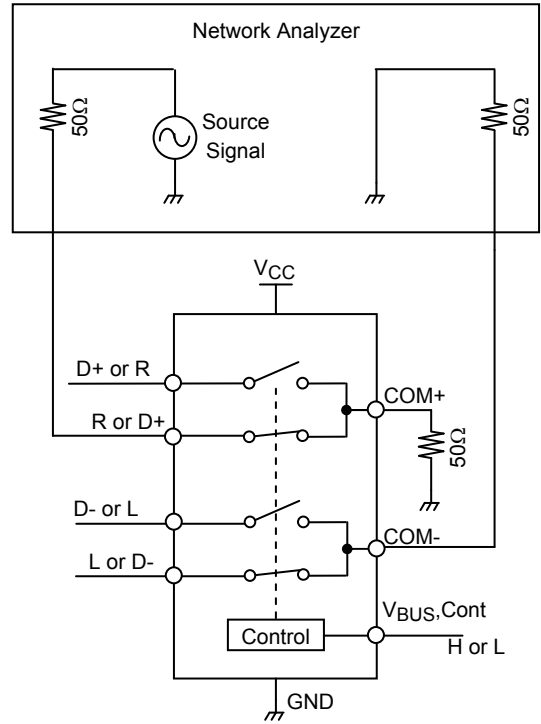 Network Analyzer
50Ω
Source
Signal
50Ω
VCC
D+ or R
COM+
R or D+
50Ω
D- or L
COM-
L or D-
VBUS,Cont
Control
H or L
GND